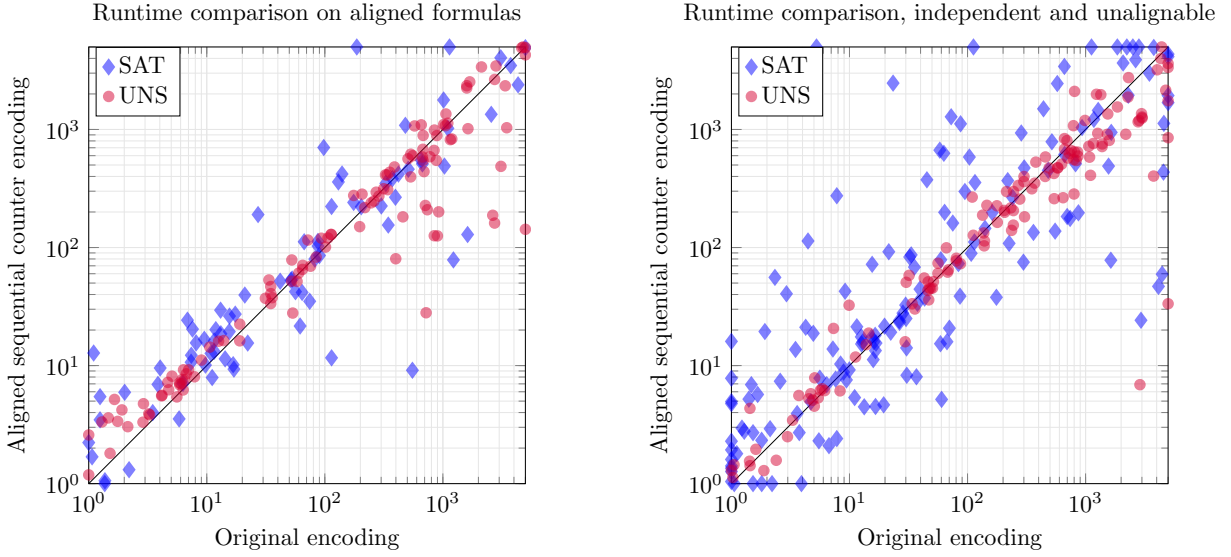 Runtime comparison on aligned formulas
Aligned sequential counter encoding
10^3
10^2
10^1
10^0
SAT
UNS
10^0 10^1 10^2 10^3
Original encoding
Runtime comparison, independent and unalignable
Aligned sequential counter encoding
10^3
10^2
10^1
10^0
SAT
UNS
10^0 10^1 10^2 10^3
Original encoding